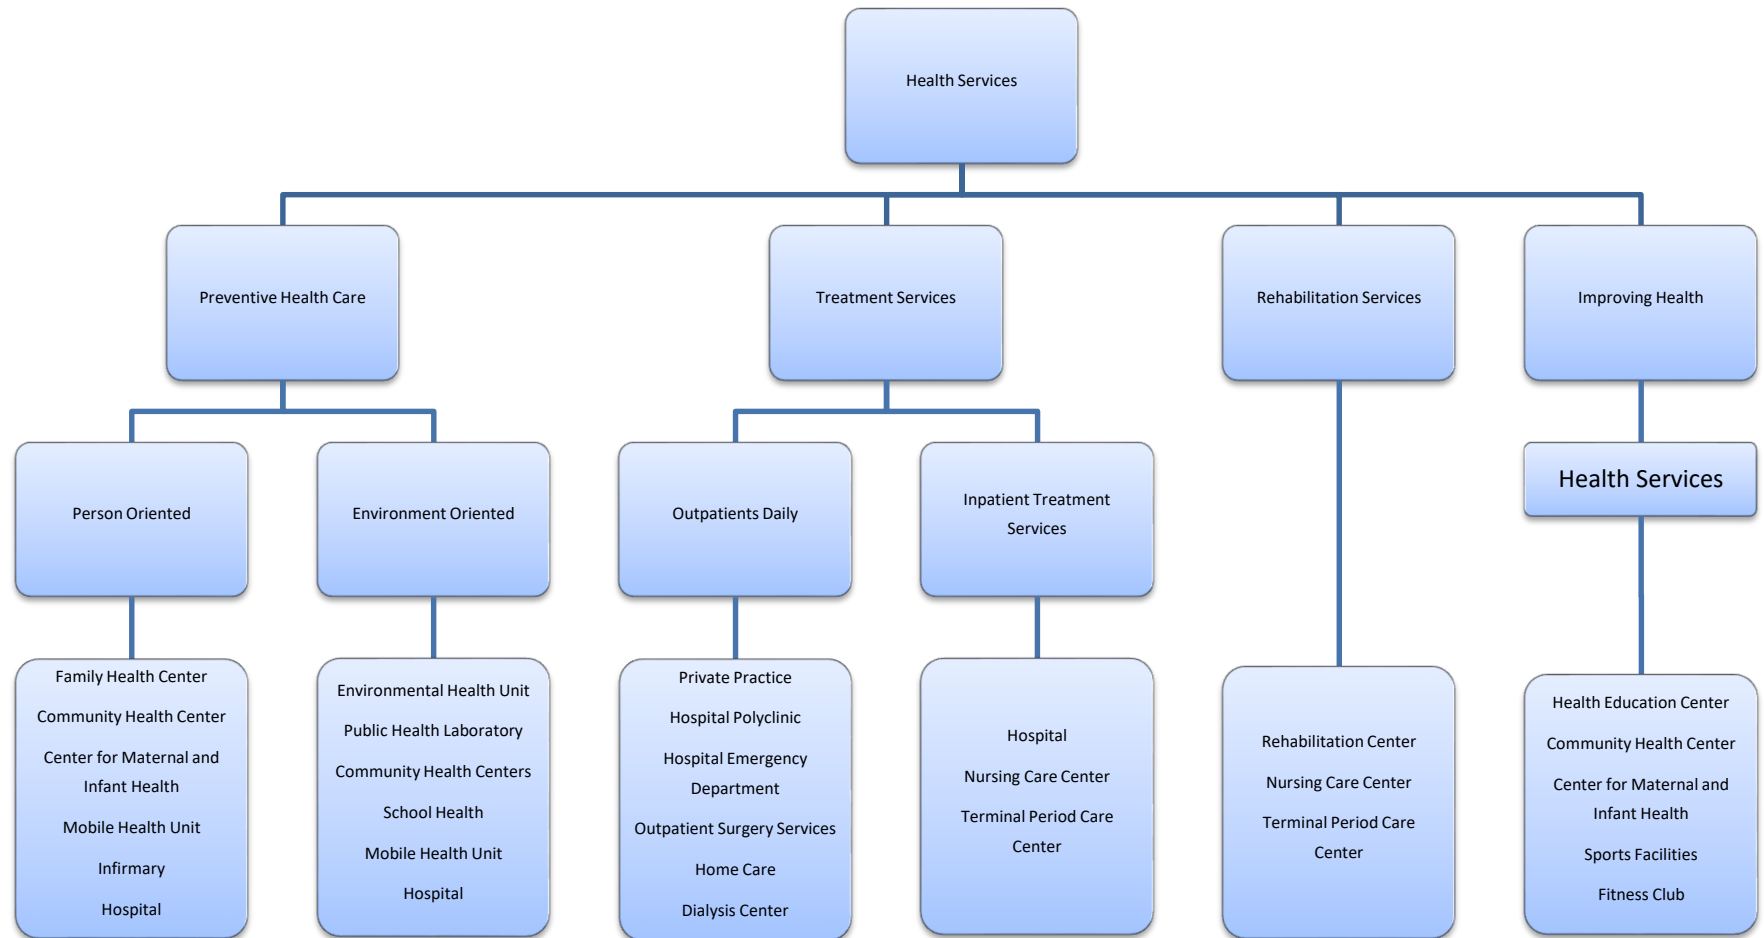 Health Services
Preventive Health Care
Treatment Services
Rehabilitation Services
Improving Health
Person Oriented
Environment Oriented
Outpatients Daily
Inpatient Treatment
Services
Health Services
Family Health Center
Community Health Center
Center for Maternal and
Infant Health
Mobile Health Unit
Infirmary
Hospital
Environmental Health Unit
Public Health Laboratory
Community Health Centers
School Health
Mobile Health Unit
Hospital
Private Practice
Hospital Polyclinic
Hospital Emergency
Department
Outpatient Surgery Services
Home Care
Dialysis Center
Hospital
Nursing Care Center
Terminal Period Care
Center
Rehabilitation Center
Nursing Care Center
Terminal Period Care
Center
Health Education Center
Community Health Center
Center for Maternal and
Infant Health
Sports Facilities
Fitness Club